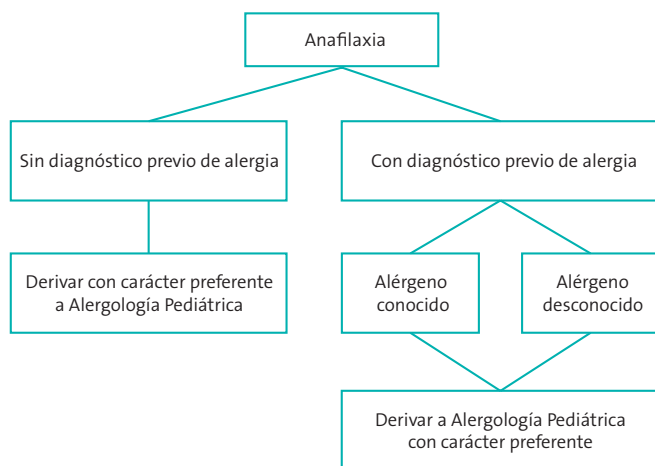 Anafilaxia
Sin diagnóstico previo de alergia
Con diagnóstico previo de alergia
Derivar con carácter preferente
a Alergología Pediátrica
Alérgeno
conocido
Alérgeno
desconocido
Derivar a Alergología Pediátrica
con carácter preferente